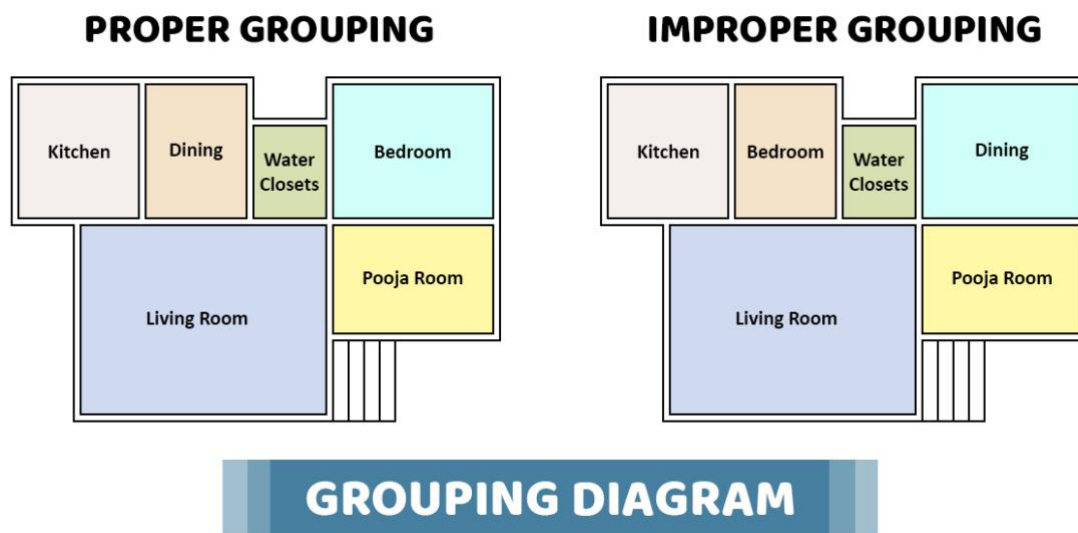 PROPER GROUPING
IMPROPER GROUPING
Kitchen
Dining
Water
Closets
Bedroom
Living Room
Pooja Room
Kitchen
Bedroom
Water
Closets
Dining
Living Room
Pooja Room
GROUPING DIAGRAM